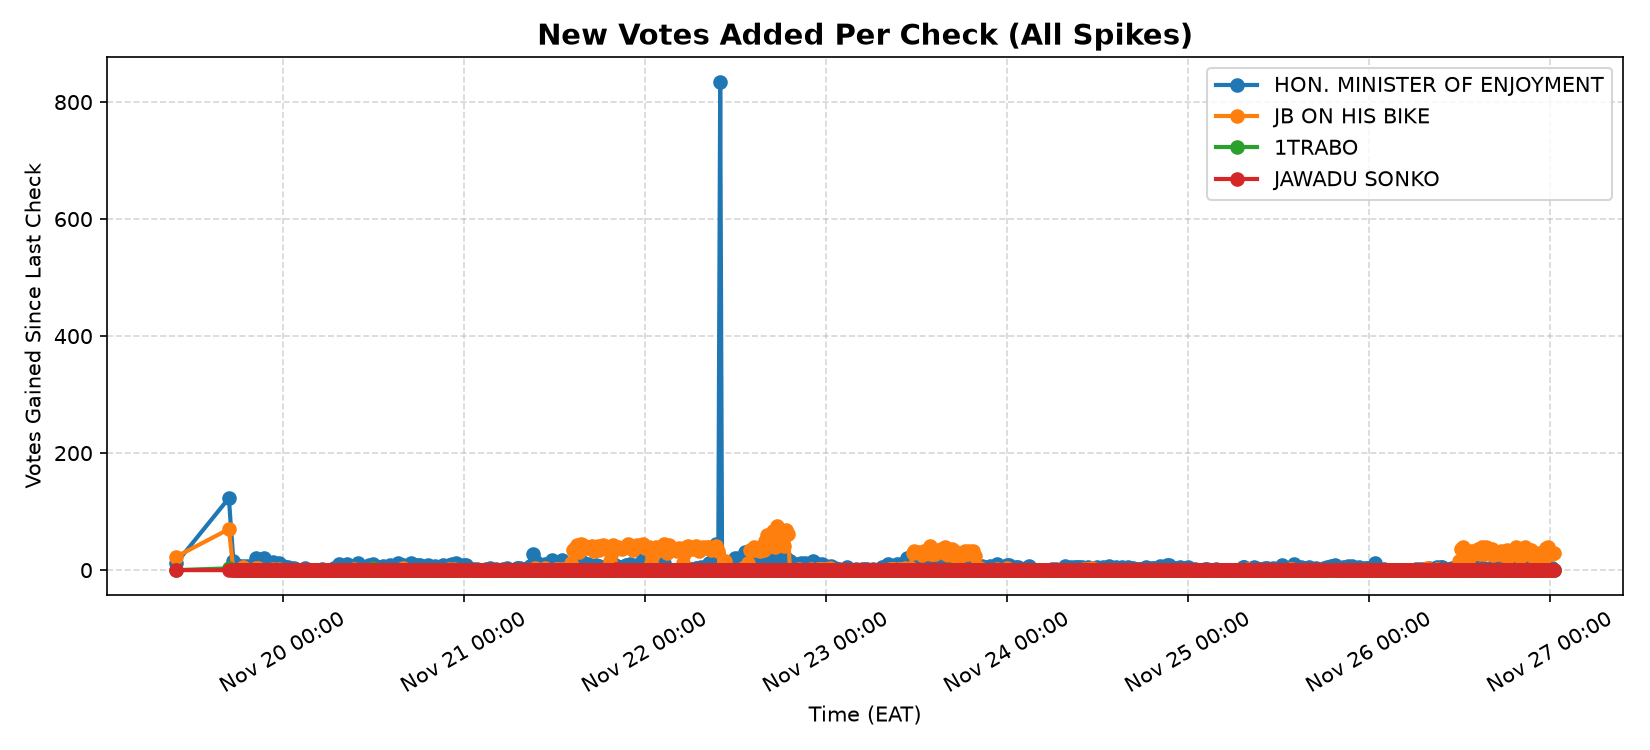 New Votes Added Per Check (All Spikes)
HON. MINISTER OF ENJOYMENT
JB ON HIS BIKE
1TRABO
JAWADU SONKO
Votes Gained Since Last Check
800
600
400
200
0
Nov 20 00:00
Nov 21 00:00
Nov 22 00:00
Nov 23 00:00
Nov 24 00:00
Nov 25 00:00
Nov 26 00:00
Nov 27 00:00
Time (EAT)